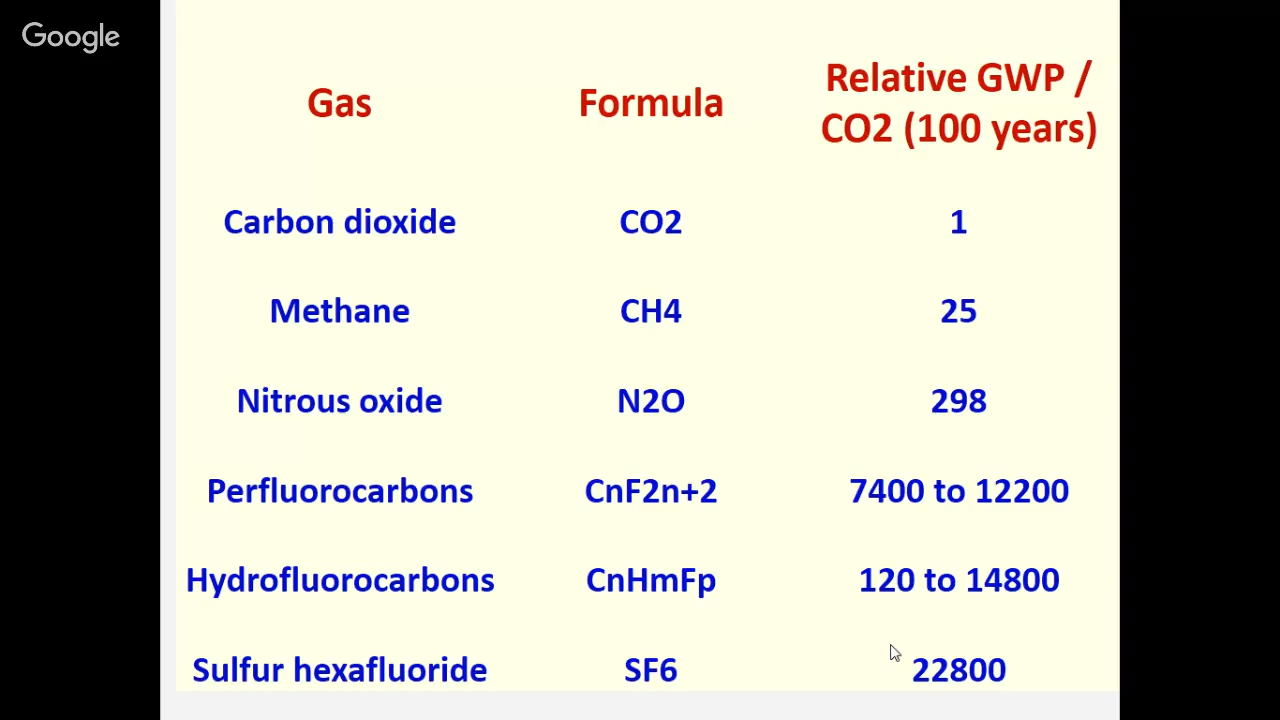 Google
Gas Formula Relative GWP /
CO2 (100 years)
Carbon dioxide CO2 1
Methane CH4 25
Nitrous oxide N2O 298
Perfluorocarbons CnF2n+2 7400 to 12200
Hydrofluorocarbons CnHmFp 120 to 14800
Sulfur hexafluoride SF6 22800